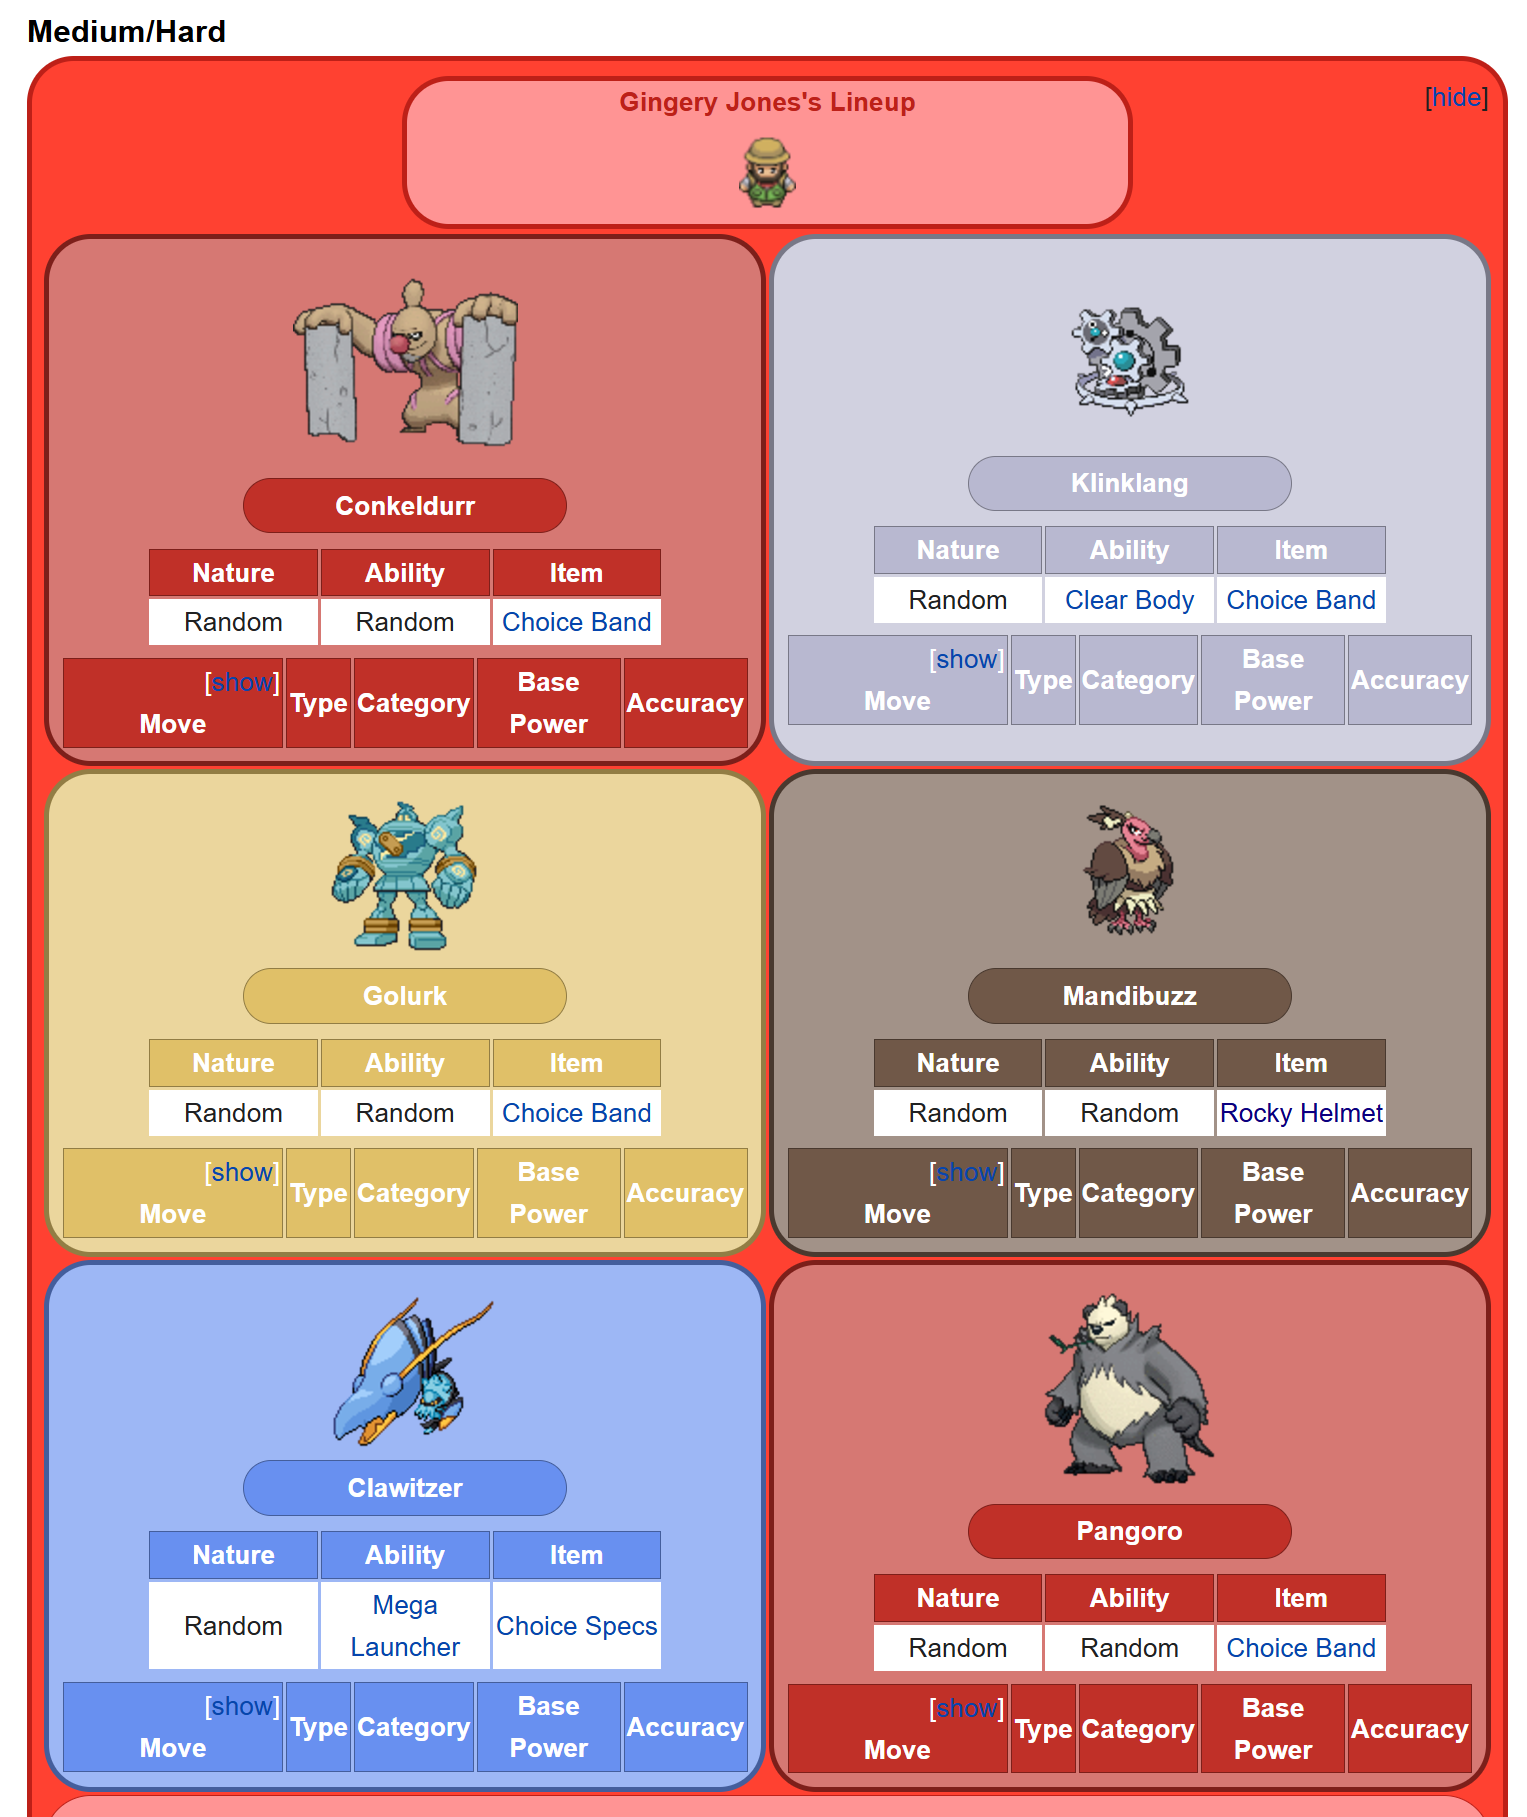 Medium/Hard
Gingery Jones's Lineup
[hide]
Conkeldurr
Nature Ability Item
Random Random Choice Band
[show]
Move Type Category Base Power Accuracy
Klinklang
Nature Ability Item
Random Clear Body Choice Band
[show]
Move Type Category Base Power Accuracy
Golurk
Nature Ability Item
Random Random Choice Band
[show]
Move Type Category Base Power Accuracy
Mandibuzz
Nature Ability Item
Random Random Rocky Helmet
[show]
Move Type Category Base Power Accuracy
Clawitzer
Nature Ability Item
Random Mega Launcher Choice Specs
[show]
Move Type Category Base Power Accuracy
Pangoro
Nature Ability Item
Random Random Choice Band
[show]
Move Type Category Base Power Accuracy